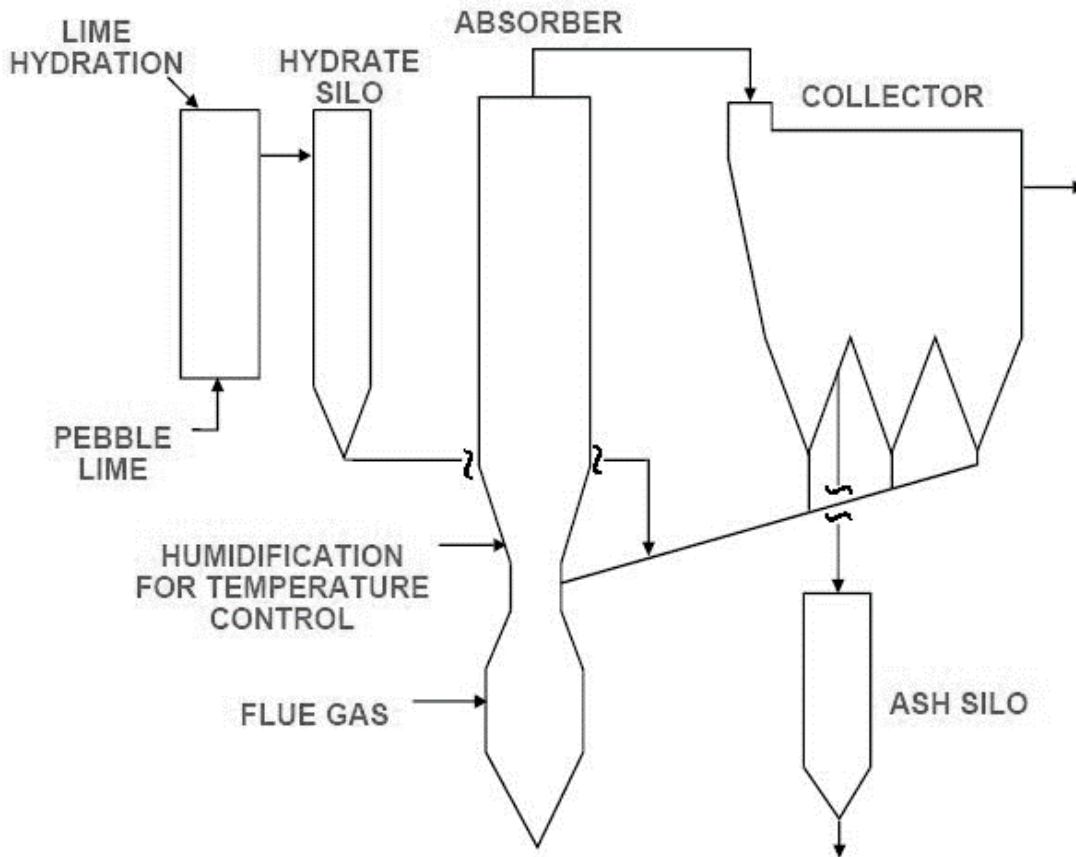 LIME
HYDRATION
HYDRATE
SILO
ABSORBER
COLLECTOR
PEBBLE
LIME
HUMIDIFICATION
FOR TEMPERATURE
CONTROL
FLUE GAS
ASH SILO